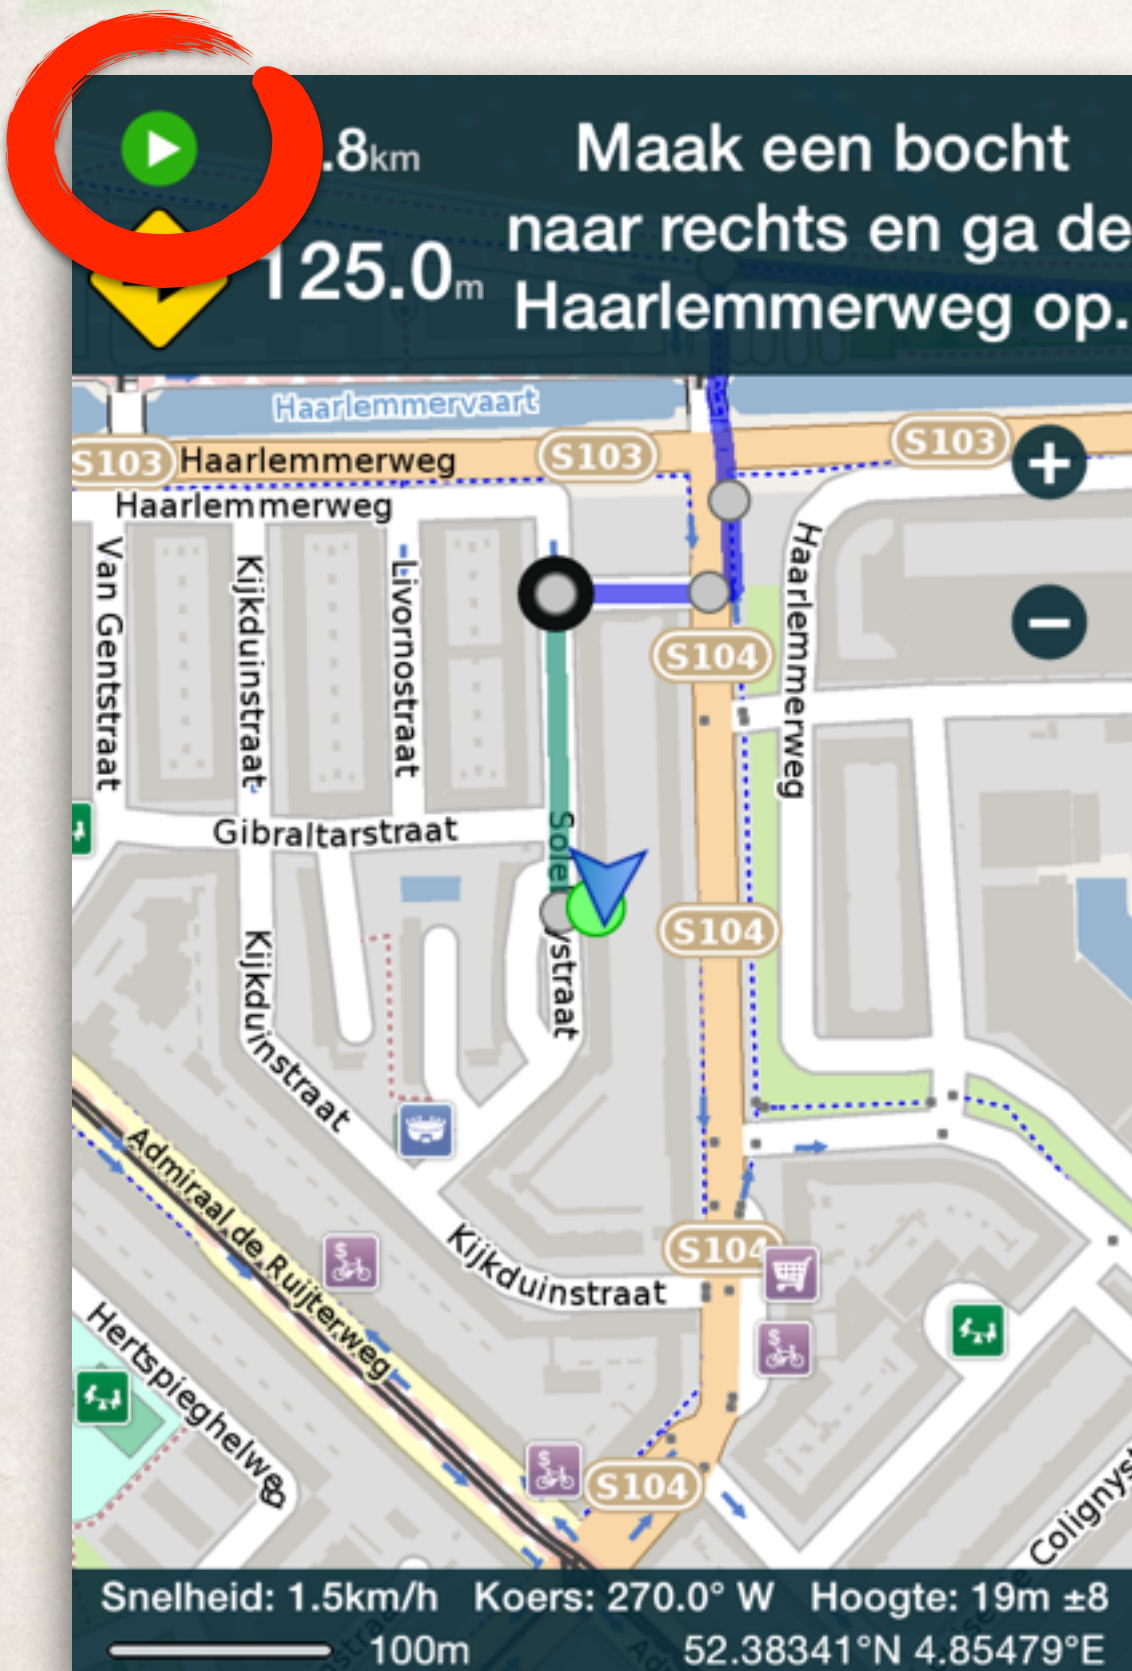 .8km
Maak een bocht
naar rechts en ga de
Haarlemmerweg op.
125.0m
Haarlemmervaart
S103
Haarlemmerweg
S103
S103
Haarlemmerweg
Van Gentstraat
Kijkduinstraat
Livornostraat
Haarlemmerweg
S104
Gibraltarstraat
S104
Kijkduinstraat
Admiraal de Ruijterweg
Kijkduinstraat
S104
Hertspieghelweg
S104
Snelheid: 1.5km/h Koers: 270.0° W Hoogte: 19m ±8
100m
52.38341°N 4.85479°E